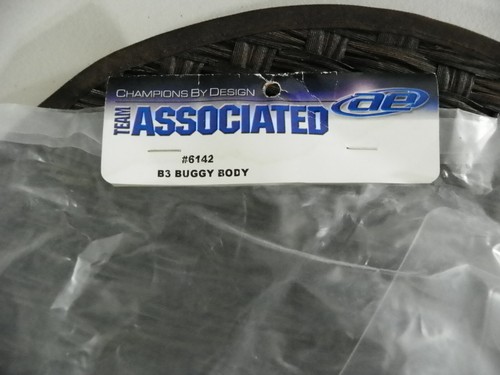 CHAMPIONS BY DESIGN
TEAM ASSOCIATED
ae
#6142
B3 BUGGY BODY